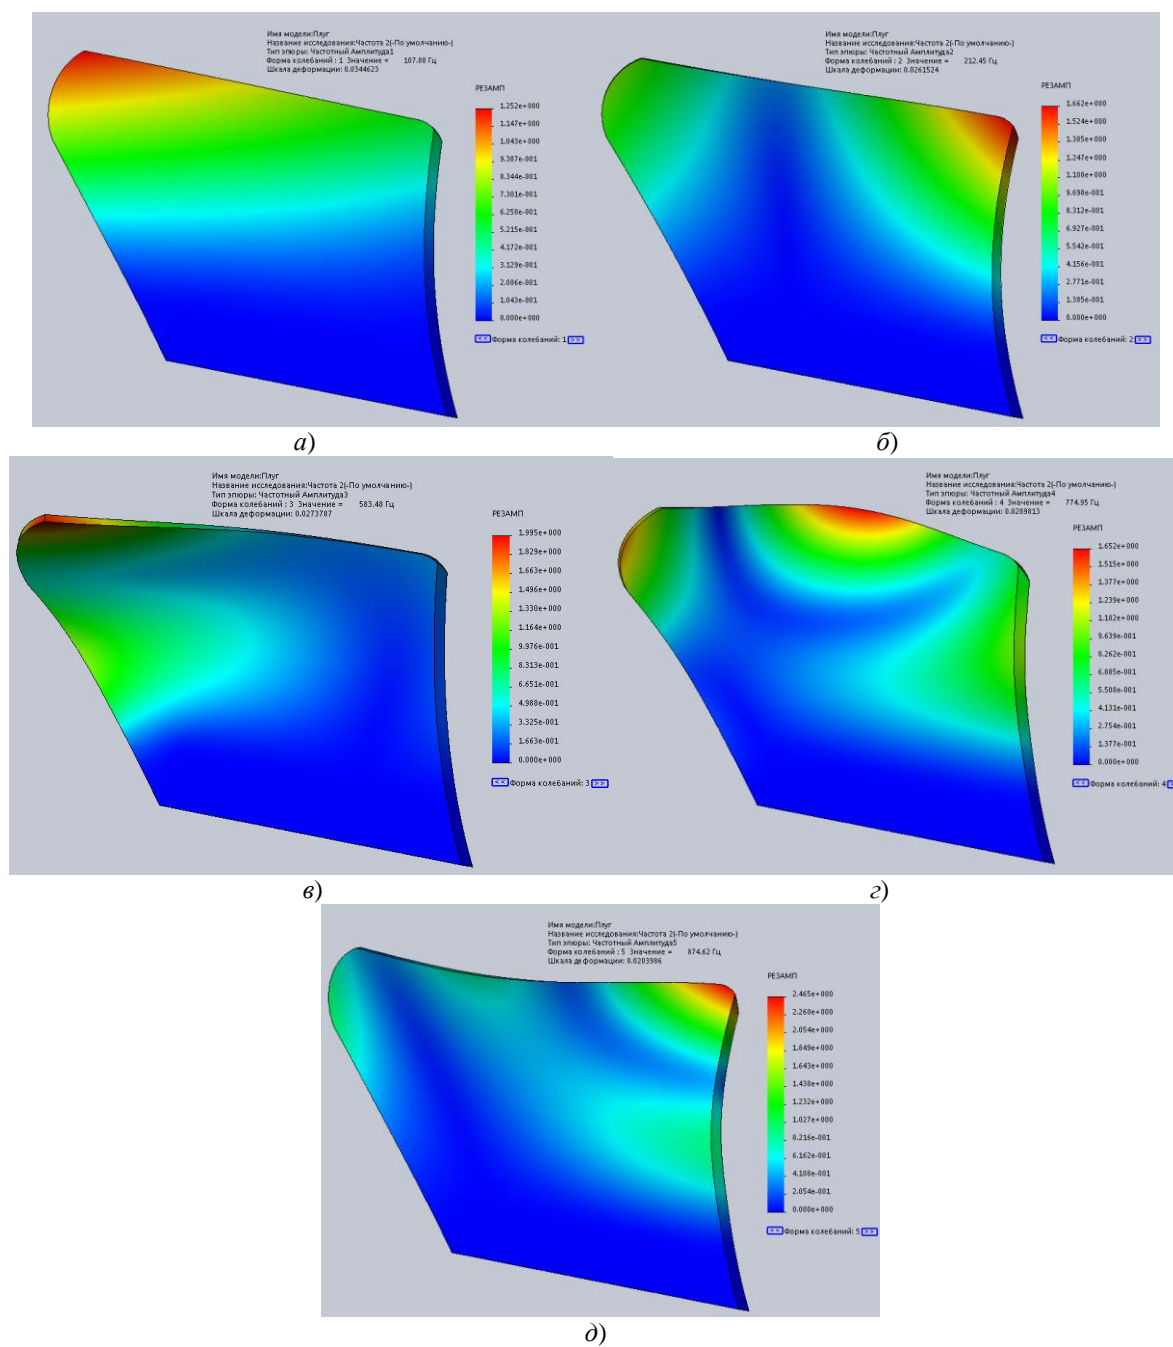 Имя модели:Плуг
Название исследования:Частота 2(-По умолчанию-)
Тип эпюры: Частотный Амплитуда1
Форма колебаний : 1 Значение = 107.88 Гц
Шкала деформации: 0.0344623
РЕЗАМП
1.252e+000
1.147e+000
1.043e+000
9.387e-001
8.344e-001
7.301e-001
6.258e-001
5.215e-001
4.172e-001
3.129e-001
2.086e-001
1.043e-001
0.000e+000
<< Форма колебаний: 1 >>
а)
Имя модели:Плуг
Название исследования:Частота 2(-По умолчанию-)
Тип эпюры: Частотный Амплитуда2
Форма колебаний : 2 Значение = 212.45 Гц
Шкала деформации: 0.0261524
РЕЗАМП
1.662e+000
1.524e+000
1.385e+000
1.247e+000
1.108e+000
9.698e-001
8.312e-001
6.927e-001
5.542e-001
4.156e-001
2.771e-001
1.385e-001
0.000e+000
<< Форма колебаний: 2 >>
б)
Имя модели:Плуг
Название исследования:Частота 2(-По умолчанию-)
Тип эпюры: Частотный Амплитуда3
Форма колебаний : 3 Значение = 583.48 Гц
Шкала деформации: 0.0273787
РЕЗАМП
1.995e+000
1.829e+000
1.663e+000
1.496e+000
1.330e+000
1.164e+000
9.976e-001
8.313e-001
6.651e-001
4.988e-001
3.325e-001
1.663e-001
0.000e+000
<< Форма колебаний: 3 >>
в)
Имя модели:Плуг
Название исследования:Частота 2(-По умолчанию-)
Тип эпюры: Частотный Амплитуда4
Форма колебаний : 4 Значение = 774.95 Гц
Шкала деформации: 0.0289813
РЕЗАМП
1.652e+000
1.515e+000
1.377e+000
1.239e+000
1.102e+000
9.639e-001
8.262e-001
6.885e-001
5.508e-001
4.131e-001
2.754e-001
1.377e-001
0.000e+000
<< Форма колебаний: 4
г)
Имя модели:Плуг
Название исследования:Частота 2(-По умолчанию-)
Тип эпюры: Частотный Амплитуда5
Форма колебаний : 5 Значение = 874.62 Гц
Шкала деформации: 0.0203986
РЕЗАМП
2.465e+000
2.260e+000
2.054e+000
1.849e+000
1.643e+000
1.438e+000
1.232e+000
1.027e+000
8.216e-001
6.162e-001
4.108e-001
2.054e-001
0.000e+000
<< Форма колебаний: 5 >>
д)